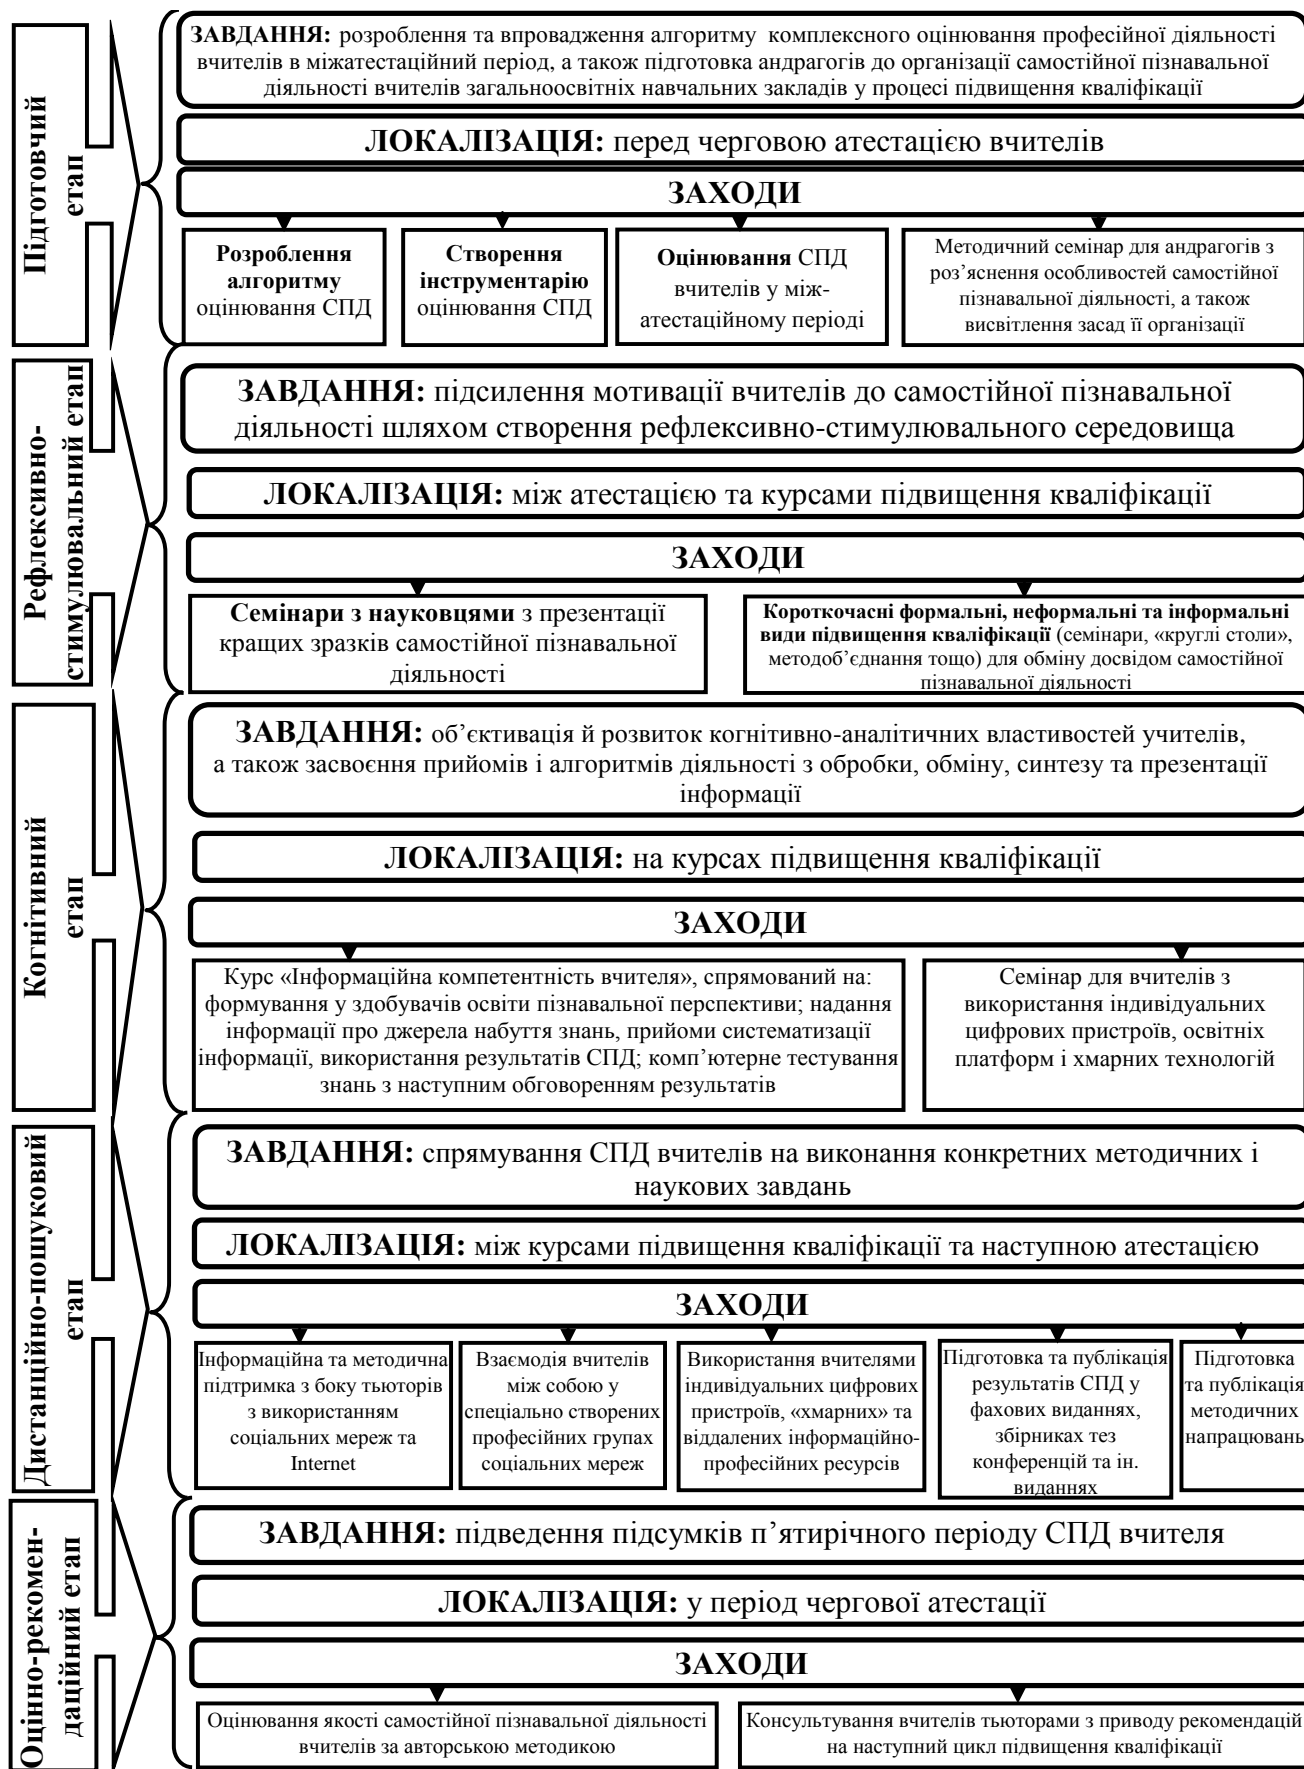 Підготовчий
етап
ЗАВДАННЯ: розроблення та впровадження алгоритму комплексного оцінювання професійної діяльності
вчителів в міжатестаційний період, а також підготовка андрагогів до організації самостійної пізнавальної
діяльності вчителів загальноосвітніх навчальних закладів у процесі підвищення кваліфікації
ЛОКАЛІЗАЦІЯ: перед черговою атестацією вчителів
ЗАХОДИ
Розроблення
алгоритму
оцінювання СПД
Створення
інструментарію
оцінювання СПД
Оцінювання СПД
вчителів у між-
атестаційному періоді
Методичний семінар для андрагогів з
роз’яснення особливостей самостійної
пізнавальної діяльності, а також
висвітлення засад її організації
Рефлексивно-
стимулювальний етап
ЗАВДАННЯ: підсилення мотивації вчителів до самостійної пізнавальної
діяльності шляхом створення рефлексивно-стимулювального середовища
ЛОКАЛІЗАЦІЯ: між атестацією та курсами підвищення кваліфікації
ЗАХОДИ
Семінари з науковцями з презентації
кращих зразків самостійної пізнавальної
діяльності
Короткочасні формальні, неформальні та інформальні
види підвищення кваліфікації (семінари, «круглі столи»,
методоб’єднання тощо) для обміну досвідом самостійної
пізнавальної діяльності
Когнітивний
етап
ЗАВДАННЯ: об’єктивація й розвиток когнітивно-аналітичних властивостей учителів,
а також засвоєння прийомів і алгоритмів діяльності з обробки, обміну, синтезу та презентації
інформації
ЛОКАЛІЗАЦІЯ: на курсах підвищення кваліфікації
ЗАХОДИ
Курс «Інформаційна компетентність вчителя», спрямований на:
формування у здобувачів освіти пізнавальної перспективи; надання
інформації про джерела набуття знань, прийоми систематизації
інформації, використання результатів СПД; комп’ютерне тестування
знань з наступним обговоренням результатів
Семінар для вчителів з
використання індивідуальних
цифрових пристроїв, освітніх
платформ і хмарних технологій
Дистанційно-пошуковий
етап
ЗАВДАННЯ: спрямування СПД вчителів на виконання конкретних методичних і
наукових завдань
ЛОКАЛІЗАЦІЯ: між курсами підвищення кваліфікації та наступною атестацією
ЗАХОДИ
Інформаційна та методична
підтримка з боку тьюторів
з використанням
соціальних мереж та
Internet
Взаємодія вчителів
між собою у
спеціально створених
професійних групах
соціальних мереж
Використання вчителями
індивідуальних цифрових
пристроїв, «хмарних» та
віддалених інформаційно-
професійних ресурсів
Підготовка та публікація
результатів СПД у
фахових виданнях,
збірниках тез
конференцій та ін.
виданнях
Підготовка
та публікація
методичних
напрацювань
Оцінно-рекомен-
даційний етап
ЗАВДАННЯ: підведення підсумків п’ятирічного періоду СПД вчителя
ЛОКАЛІЗАЦІЯ: у період чергової атестації
ЗАХОДИ
Оцінювання якості самостійної пізнавальної діяльності
вчителів за авторською методикою
Консультування вчителів тьюторами з приводу рекомендацій
на наступний цикл підвищення кваліфікації